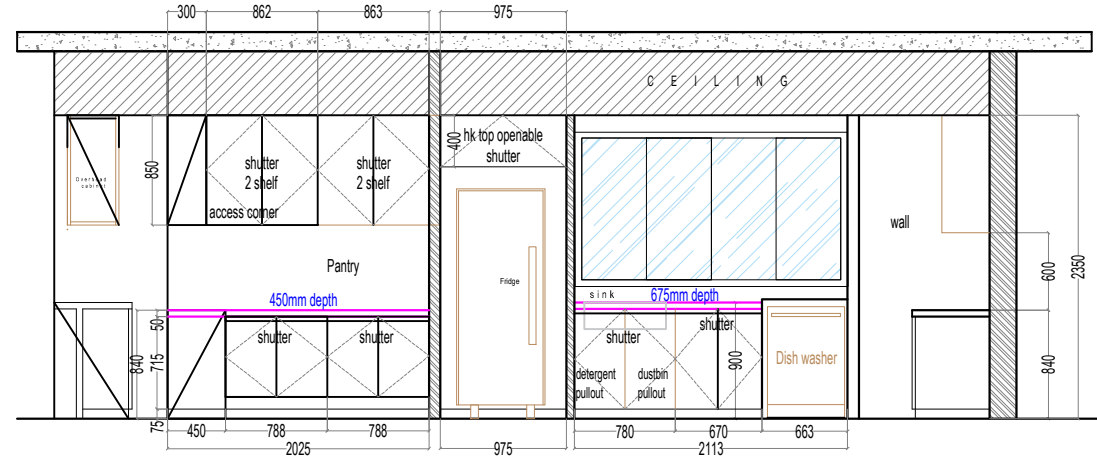 300
862
863
975
C E I L I N G
hk top openable
shutter
400
Overhead
cabinet
850
shutter
2 shelf
shutter
2 shelf
access corner
wall
Pantry
Fridge
600
2350
450mm depth
sink
675mm depth
50
shutter
shutter
shutter
shutter
840
715
900
Dish washer
840
detergent
pullout
dustbin
pullout
75
450
788
788
780
670
663
2025
975
2113